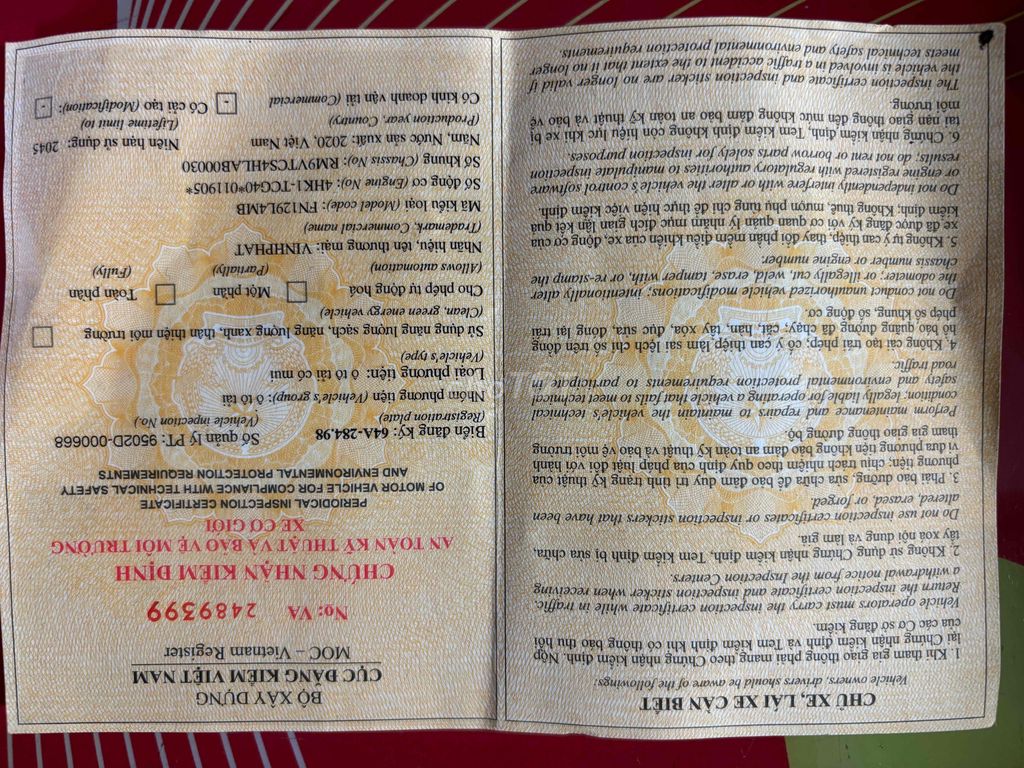 BỘ XÂY DỰNG
CỤC ĐĂNG KIỂM VIỆT NAM
MOC – Vietnam Register
No: VA 2489399
CHỨNG NHẬN KIỂM ĐỊNH
AN TOÀN KỸ THUẬT VÀ BẢO VỆ MÔI TRƯỜNG
XE CƠ GIỚI
PERIODICAL INSPECTION CERTIFICATE
OF MOTOR VEHICLE FOR COMPLIANCE WITH TECHNICAL SAFETY
AND ENVIRONMENTAL PROTECTION REQUIREMENTS
Biển đăng ký: 64A-284.98 Số quản lý PT: 9502D-000668
(Registration plate) (Vehicle inpection No.)
Nhóm phương tiện (Vehicle's group): ô tô tải
Loại phương tiện: ô tô tải có mui
(Vehicle's type)
Sử dụng năng lượng sạch, năng lượng xanh, thân thiện môi trường
(Clean, green energy vehicle)
Cho phép tự động hoá Một phần Toàn phần
(Allows automation) (Partially) (Fully)
Nhãn hiệu, tên thương mại: VINHPHAT
(Trademark, Commercial name)
Mã kiểu loại (Model code): FN129L4MB
Số động cơ (Engine No): 4HK1-TCG40*011905*
Số khung (Chassis No): RMPVTCS4HLAB00030
Năm, Nước sản xuất: 2020, Việt Nam Niên hạn sử dụng: 2045
(Production year, Country) (Lifetime limit to)
Có kinh doanh vận tải (Commercial - Có cải tạo (Modification): -
CHỦ XE, LÁI XE CẦN BIẾT
Vehicle owners, drivers should be aware of the followings:
1. Khi tham gia giao thông phải mang theo Chứng nhận kiểm định. Nộp
lại Chứng nhận kiểm định và Tem kiểm định khi có thông báo thu hồi
của các Cơ sở đăng kiểm.
Vehicle operators must carry the inspection certificate while in traffic.
Return the inspection certificate and inspection sticker when receiving
a withdrawal notice from the Inspection Centers.
2. Không sử dụng Chứng nhận kiểm định, Tem kiểm định bị sửa chữa,
tẩy xoá nội dung và làm giả.
Do not use inspection certificates or inspection stickers that have been
altered, erased, or forged.
3. Phải bảo dưỡng, sửa chữa để bảo đảm duy trì tình trạng kỹ thuật của
phương tiện; chịu trách nhiệm theo quy định của pháp luật đối với hành
vi đưa phương tiện không bảo đảm an toàn kỹ thuật và bảo vệ môi trường
tham gia giao thông đường bộ.
Perform maintenance and repairs to maintain the vehicle's technical
condition; legally liable for operating a vehicle that fails to meet technical
safety and environmental protection requirements to participate in
road traffic.
4. Không cải tạo trái phép; cố ý can thiệp làm sai lệch chỉ số trên đồng
hồ báo quãng đường đã chạy; cắt, hàn, tẩy xóa, đục sửa, đóng lại trái
phép số khung, số động cơ.
Do not conduct unauthorized vehicle modifications; intentionally alter
the odometer; or illegally cut, weld, erase, tamper with, or re-stamp the
chassis number or engine number.
5. Không tự ý can thiệp, thay đổi phần mềm điều khiển của xe, động cơ của
xe đã được đăng ký với cơ quan quản lý nhằm mục đích gian lận kết quả
kiểm định; Không thuê, mượn phụ tùng chỉ để thực hiện việc kiểm định.
Do not independently interfere with or alter the vehicle's control software
or engine registered with regulatory authorities to manipulate inspection
results; do not rent or borrow parts solely for inspection purposes.
6. Chứng nhận kiểm định, Tem kiểm định không còn hiệu lực khi xe bị
tai nạn giao thông đến mức không đảm bảo an toàn kỹ thuật và bảo vệ
môi trường.
The inspection certificate and inspection sticker are no longer valid if
the vehicle is involved in a traffic accident to the extent that it no longer
meets technical safety and environmental protection requirements.